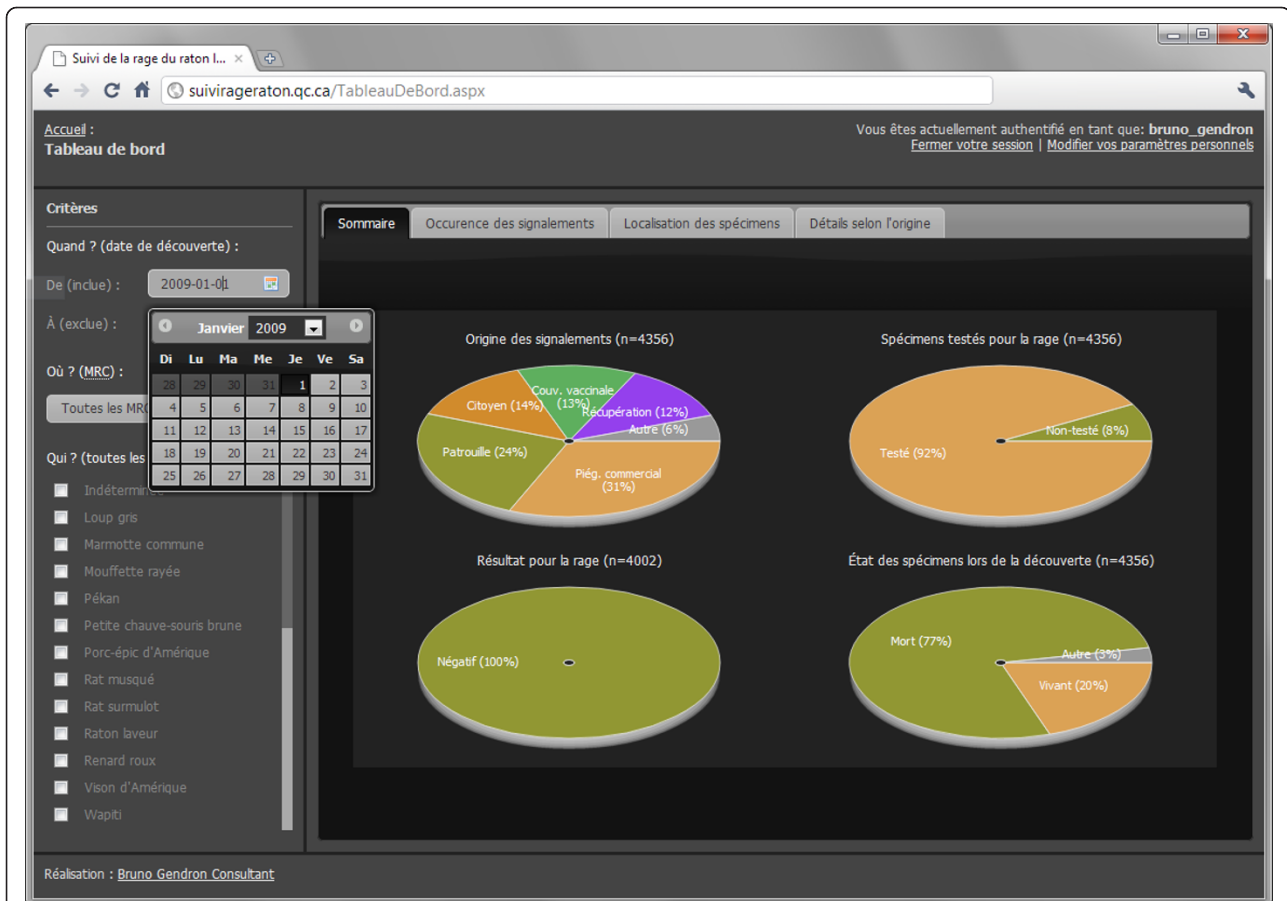 Suivi de la rage du raton l...
suivirageraton.qc.ca/TableauDeBord.aspx
Accueil :
Tableau de bord
Vous êtes actuellement authentifié en tant que: bruno_gendron
Fermer votre session | Modifier vos paramètres personnels
Critères
Quand ? (date de découverte) :
De (inclue) : 2009-01-01
À (exclue) :
Janvier 2009
Di Lu Ma Me Je Ve Sa
28 29 30 31 1 2 3
4 5 6 7 8 9 10
11 12 13 14 15 16 17
18 19 20 21 22 23 24
25 26 27 28 29 30 31
Où ? (MRC) :
Toutes les MRC
Qui ? (toutes les
Indéterminé
Loup gris
Marmotte commune
Mouffette rayée
Pékan
Petite chauve-souris brune
Porc-épic d'Amérique
Rat musqué
Rat surmulot
Raton laveur
Renard roux
Vison d'Amérique
Wapiti
Sommaire
Occurence des signalements
Localisation des spécimens
Détails selon l'origine
Origine des signalements (n=4356)
Couv. vaccinale
(13%)
Citoyen (14%)
Récupération (12%)
Autre (6%)
Patrouille (24%)
Piég. commercial
(31%)
Spécimens testés pour la rage (n=4356)
Non-testé (8%)
Testé (92%)
Résultat pour la rage (n=4002)
Négatif (100%)
État des spécimens lors de la découverte (n=4356)
Mort (77%)
Autre (3%)
Vivant (20%)
Réalisation : Bruno Gendron Consultant